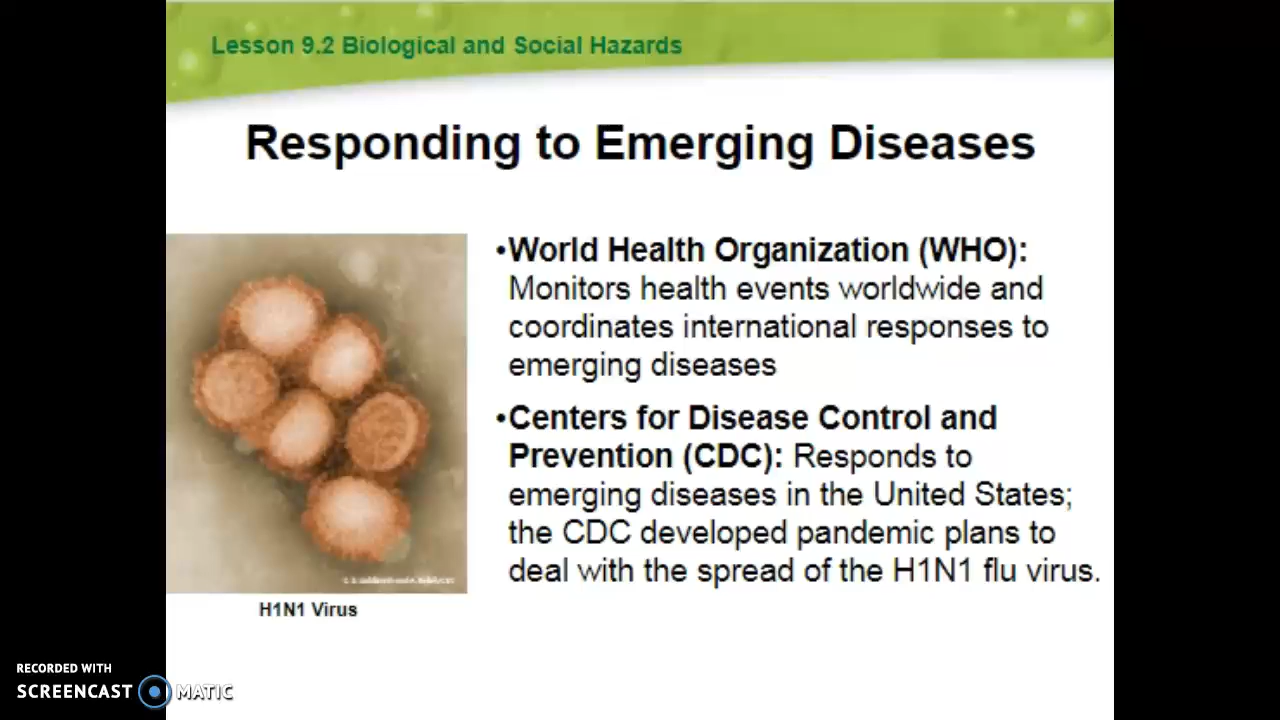 Lesson 9.2 Biological and Social Hazards
Responding to Emerging Diseases
•World Health Organization (WHO):
Monitors health events worldwide and
coordinates international responses to
emerging diseases
•Centers for Disease Control and
Prevention (CDC): Responds to
emerging diseases in the United States;
the CDC developed pandemic plans to
deal with the spread of the H1N1 flu virus.
H1N1 Virus
RECORDED WITH
SCREENCAST MATIC